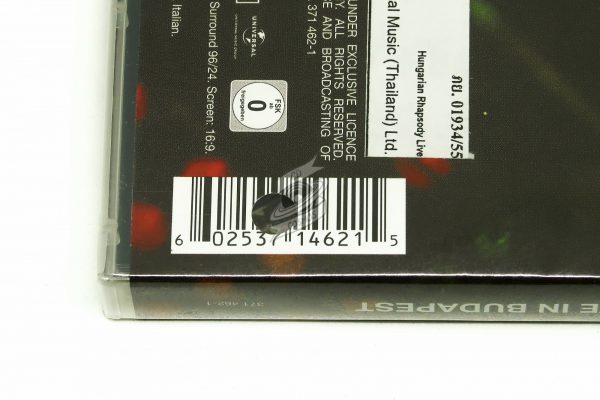 Italian.
Surround 96/24. Screen: 16:9.
UNIVERSAL
FSK
ab
0
freigegeben
371 462-1
UNDER EXCLUSIVE LICENCE
Y. ALL RIGHTS RESERVED.
E AND BROADCASTING OF
al Music (Thailand) Ltd.
Hungarian Rhapsody Live
ภย. 01934/55
6 02537 14621 5
371 462-1
E IN BUDAPEST